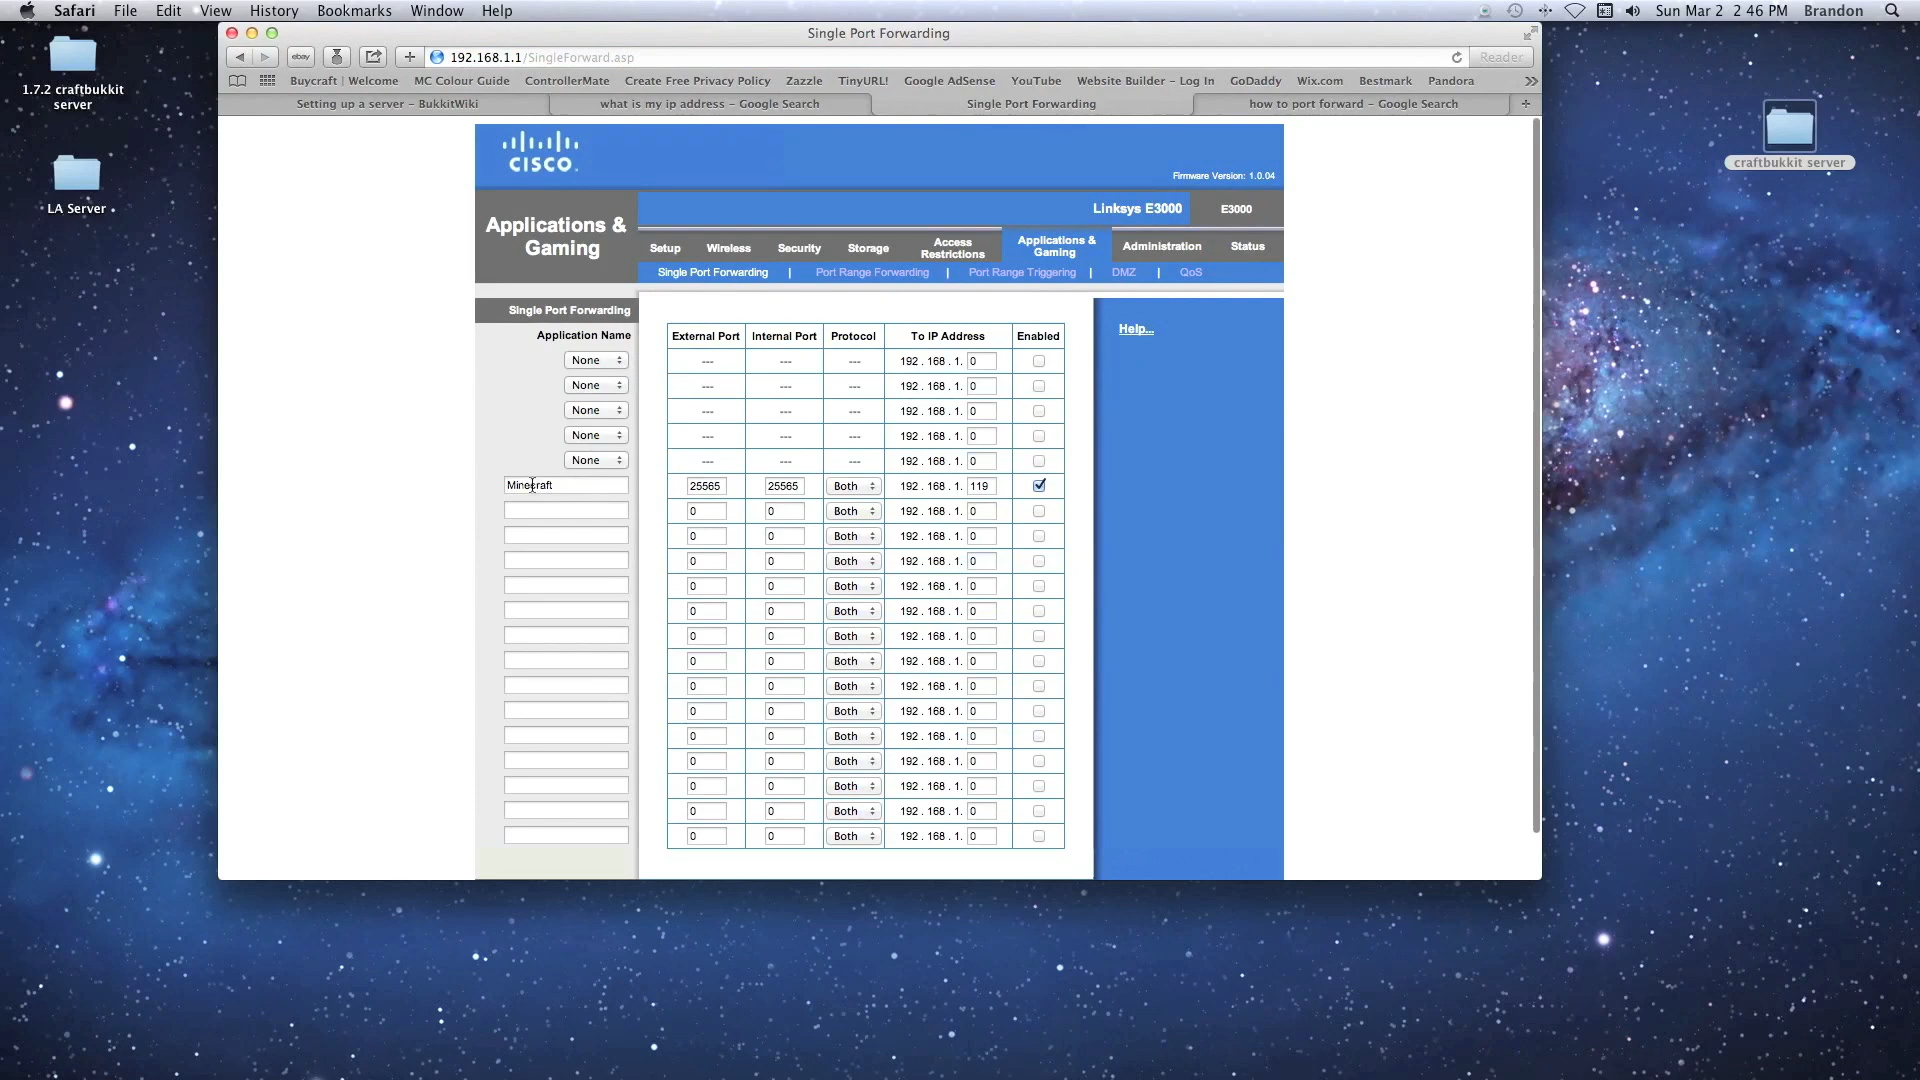 Safari File Edit View History Bookmarks Window Help Sun Mar 2 2:46 PM Brandon
Single Port Forwarding
ebay 192.168.1.1/SingleForward.asp Reader
Buycraft | Welcome MC Colour Guide ControllerMate Create Free Privacy Policy Zazzle TinyURL! Google AdSense YouTube Website Builder – Log In GoDaddy Wix.com Bestmark Pandora
Setting up a server – BukkitWiki what is my ip address – Google Search Single Port Forwarding how to port forward – Google Search
1.7.2 craftbukkit
server
LA Server
craftbukkit server
CISCO.
Firmware Version: 1.0.04
Linksys E3000 E3000
Applications &
Gaming
Setup Wireless Security Storage Access Restrictions Applications & Gaming Administration Status
Single Port Forwarding | Port Range Forwarding | Port Range Triggering | DMZ | QoS
Single Port Forwarding
Help...
Application Name External Port Internal Port Protocol To IP Address Enabled
None --- --- --- 192 . 168 . 1. 0
None --- --- --- 192 . 168 . 1. 0
None --- --- --- 192 . 168 . 1. 0
None --- --- --- 192 . 168 . 1. 0
None --- --- --- 192 . 168 . 1. 0
Minecraft 25565 25565 Both 192 . 168 . 1. 119
0 0 Both 192 . 168 . 1. 0
0 0 Both 192 . 168 . 1. 0
0 0 Both 192 . 168 . 1. 0
0 0 Both 192 . 168 . 1. 0
0 0 Both 192 . 168 . 1. 0
0 0 Both 192 . 168 . 1. 0
0 0 Both 192 . 168 . 1. 0
0 0 Both 192 . 168 . 1. 0
0 0 Both 192 . 168 . 1. 0
0 0 Both 192 . 168 . 1. 0
0 0 Both 192 . 168 . 1. 0
0 0 Both 192 . 168 . 1. 0
0 0 Both 192 . 168 . 1. 0
0 0 Both 192 . 168 . 1. 0